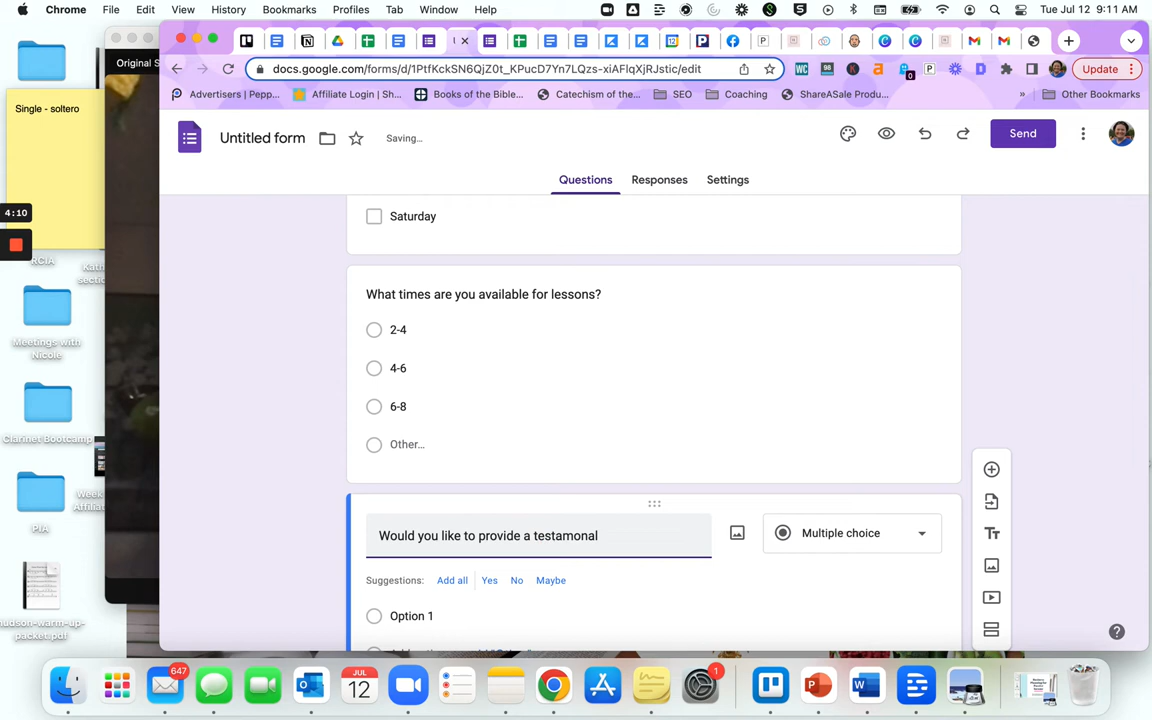 Chrome File Edit View History Bookmarks Profiles Tab Window Help Tue Jul 12 9:11 AM
docs.google.com/forms/d/1PtfKckSN6QjZ0t_KPucD7Yn7LQzs-xiAFlqXjRJstic/edit
Update
Advertisers | Pepp... Affiliate Login | Sh... Books of the Bible... Catechism of the... SEO Coaching ShareASale Produ... » Other Bookmarks
Original S
Single - soltero
4:10
RCIA
Meetings with
Nicole
Clarinet Bootcamp
Week
Affilia
PIA
hudson-warm-up-
packet.pdf
Untitled form
Saving...
Send
Questions Responses Settings
Saturday
What times are you available for lessons?
2-4
4-6
6-8
Other...
Would you like to provide a testamonal
Multiple choice
Suggestions: Add all Yes No Maybe
Option 1
647
JUL
12
1